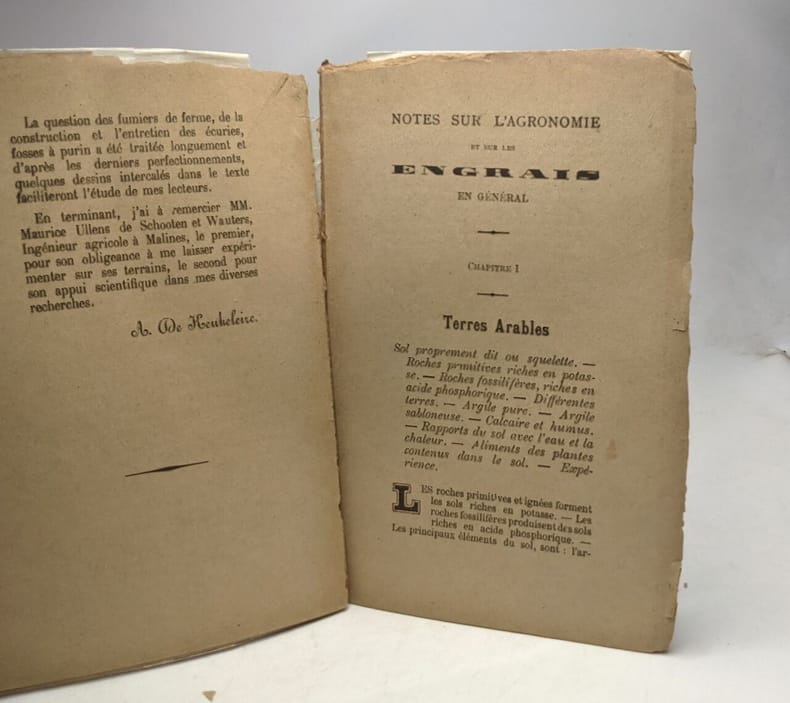 La question des fumiers de ferme, de la
construction et l'entretien des écuries,
fosses à purin a été traitée longuement et
d'après les derniers perfectionnements,
quelques dessins intercalés dans le texte
faciliteront l'étude de mes lecteurs.
En terminant, j'ai à remercier MM.
Maurice Ullens de Schooten et Wauters,
Ingénieur agricole à Malines, le premier,
pour son obligeance à me laisser expéri-
menter sur ses terrains, le second pour
son appui scientifique dans mes diverses
recherches.
A. De Heukeleire.
NOTES SUR L'AGRONOMIE
ET SUR LES
ENGRAIS
EN GÉNÉRAL
CHAPITRE I
Terres Arables
Sol proprement dit ou squelette. —
Roches primitives riches en potas-
se. — Roches fossilifères, riches en
acide phosphorique. — Différentes
terres. — Argile pure. — Argile
sabloneuse. — Calcaire et humus.
— Rapports du sol avec l'eau et la
chaleur. — Aliments des plantes
contenus dans le sol. — Expé-
rience.
LES roches primitives et ignées forment
les sols riches en potasse. — Les
roches fossilifères produisent des sols
riches en acide phosphorique. —
Les principaux éléments du sol, sont : l'ar-